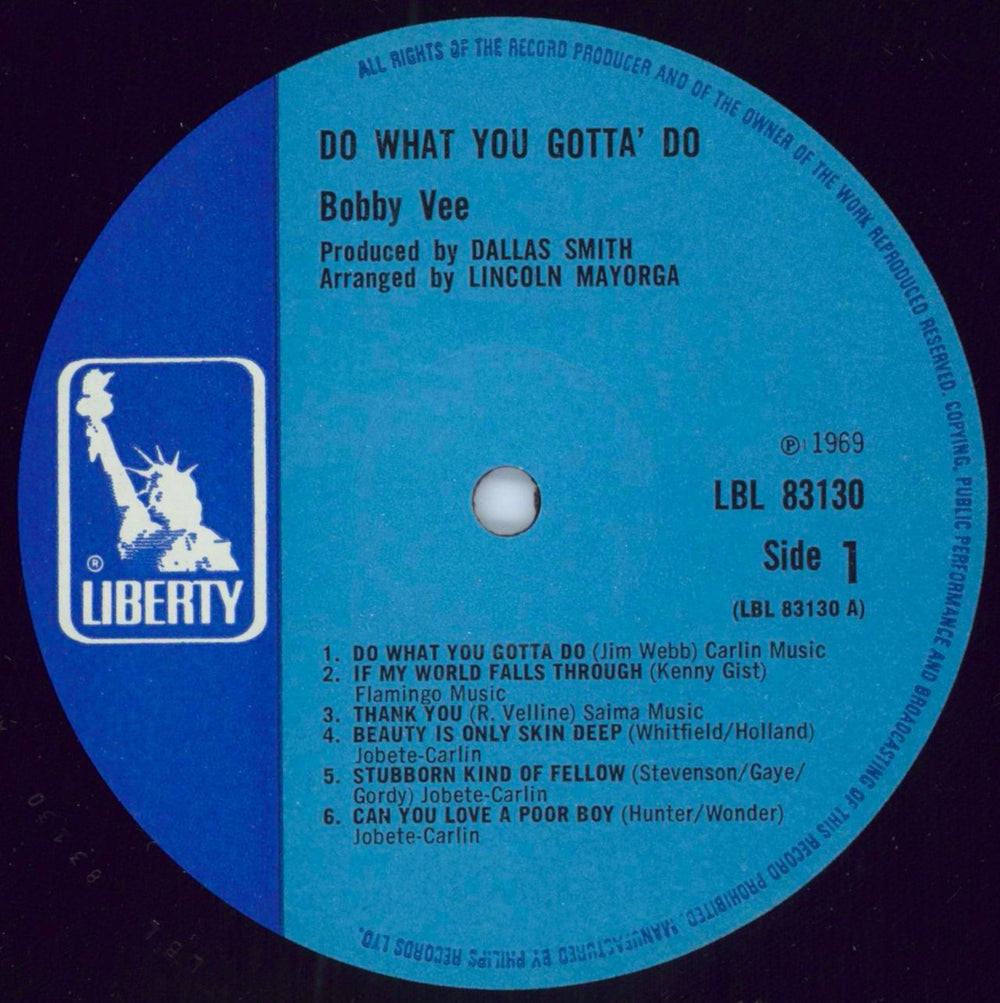 ALL RIGHTS OF THE RECORD PRODUCER AND OF THE OWNER OF THE WORK REPRODUCED RESERVED. COPYING, PUBLIC PERFORMANCE AND BROADCASTING OF THIS RECORD PROHIBITED. MANUFACTURED BY PHILIPS RECORDS LTD.
DO WHAT YOU GOTTA' DO
Bobby Vee
Produced by DALLAS SMITH
Arranged by LINCOLN MAYORGA
℗ 1969
LBL 83130
Side 1
(LBL 83130 A)
®
LIBERTY
1. DO WHAT YOU GOTTA DO (Jim Webb) Carlin Music
2. IF MY WORLD FALLS THROUGH (Kenny Gist)
Flamingo Music
3. THANK YOU (R. Velline) Saima Music
4. BEAUTY IS ONLY SKIN DEEP (Whitfield/Holland)
Jobete-Carlin
5. STUBBORN KIND OF FELLOW (Stevenson/Gaye/
Gordy) Jobete-Carlin
6. CAN YOU LOVE A POOR BOY (Hunter/Wonder)
Jobete-Carlin
LBL 83130